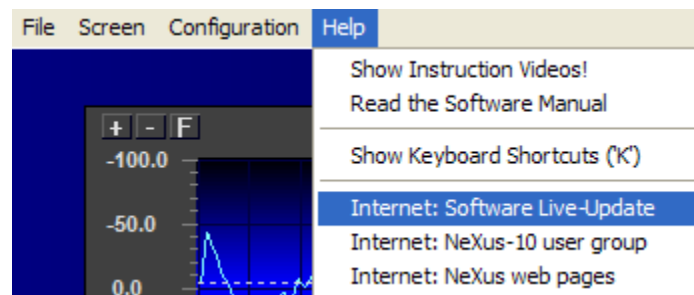 File Screen Configuration Help
Show Instruction Videos!
Read the Software Manual
Show Keyboard Shortcuts ('K')
Internet: Software Live-Update
Internet: NeXus-10 user group
Internet: NeXus web pages
+ - F
-100.0
-50.0
0.0